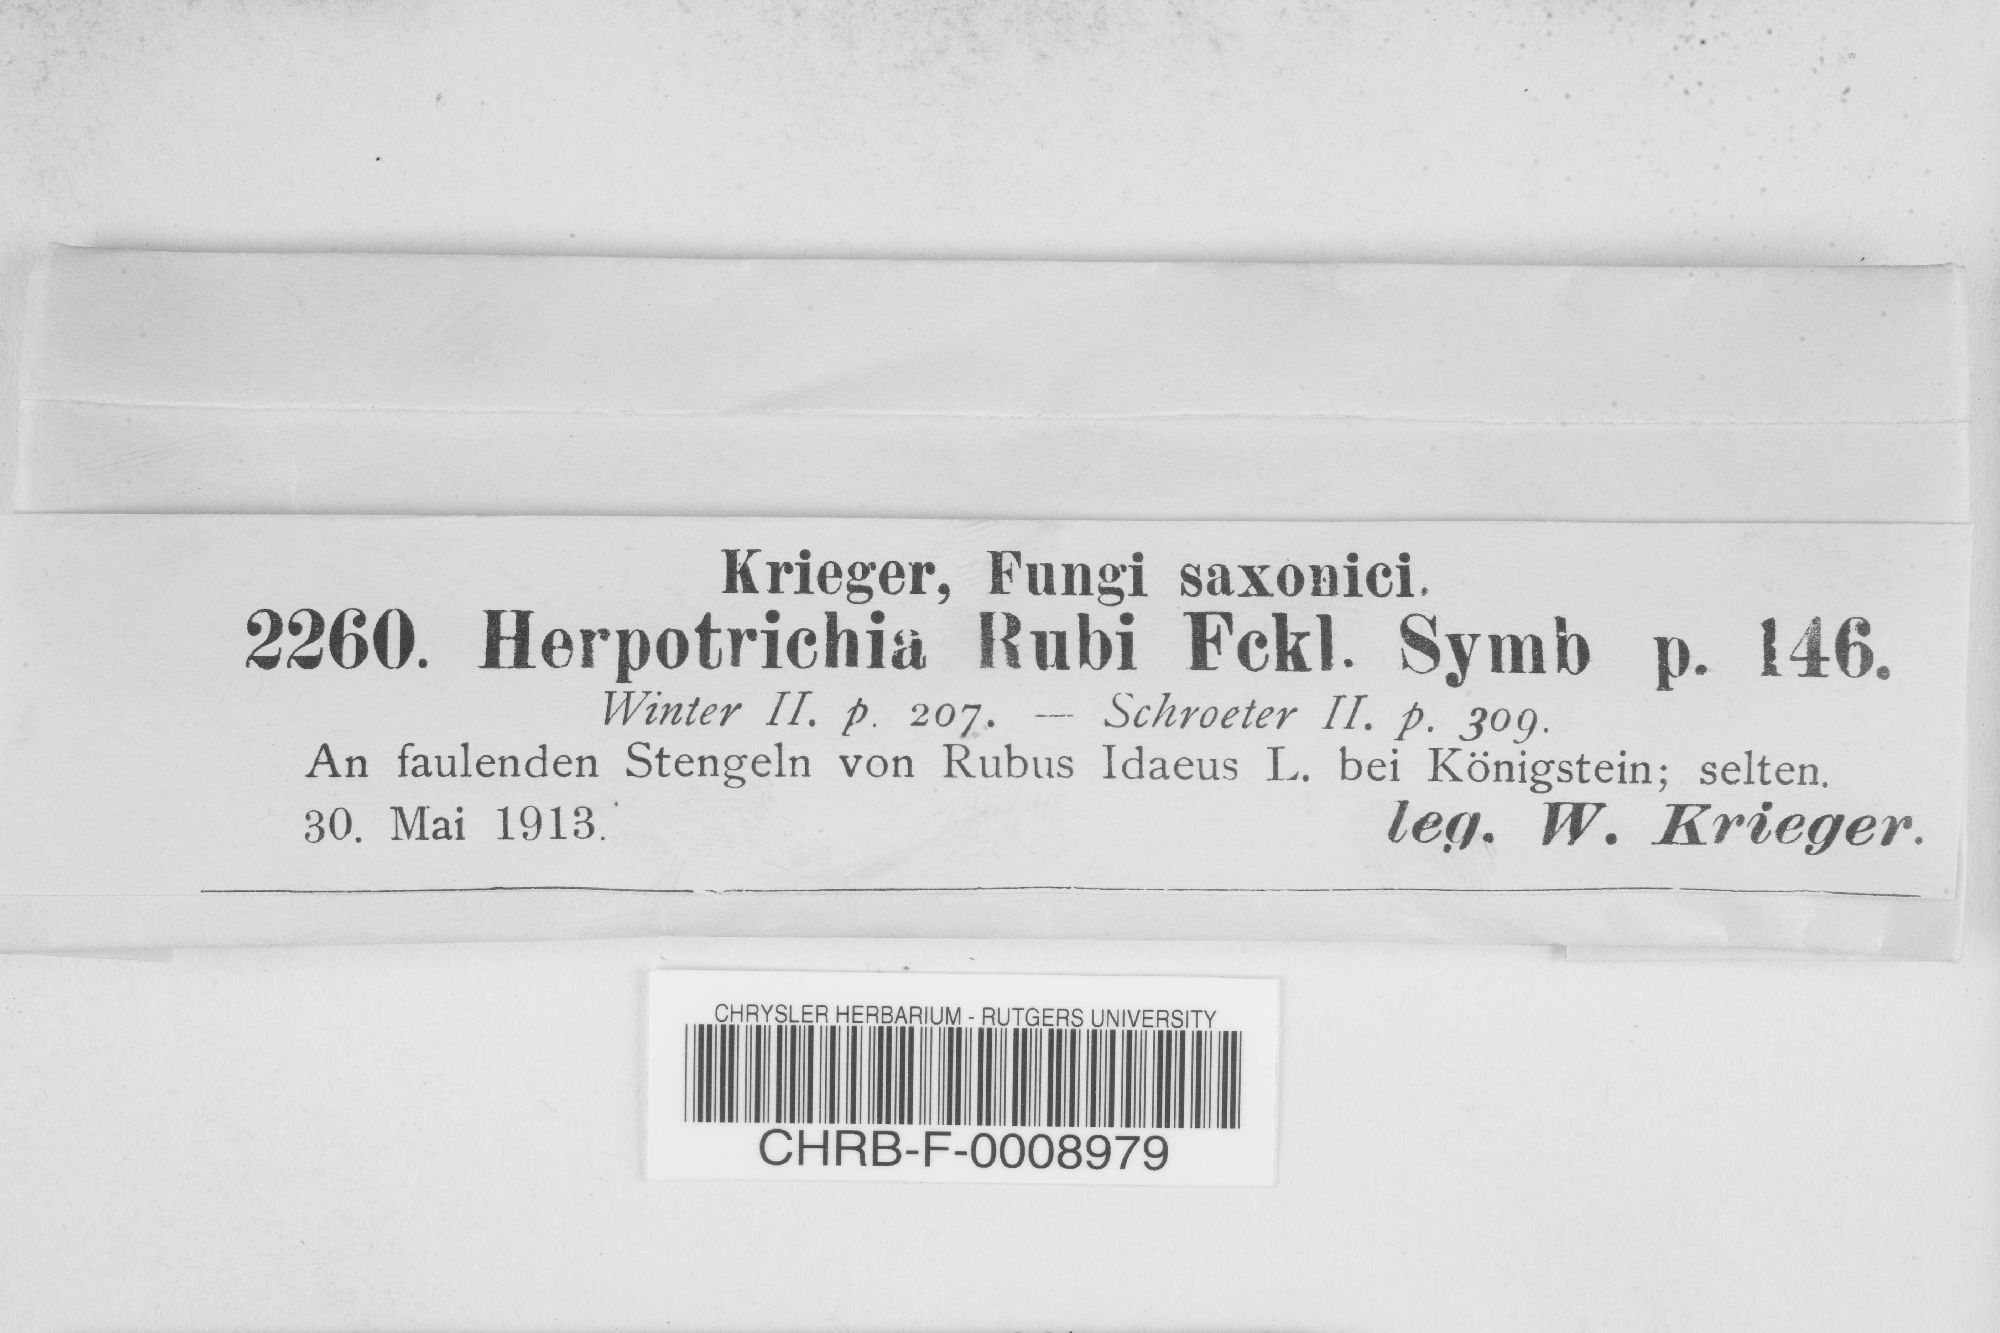 Krieger, Fungi saxonici.
2260. Herpotrichia Rubi Fckl. Symb p. 146.
Winter II. p. 207. — Schroeter II. p. 309.
An faulenden Stengeln von Rubus Idaeus L. bei Königstein; selten.
30. Mai 1913. leg. W. Krieger.
CHRYSLER HERBARIUM - RUTGERS UNIVERSITY
CHRB-F-0008979